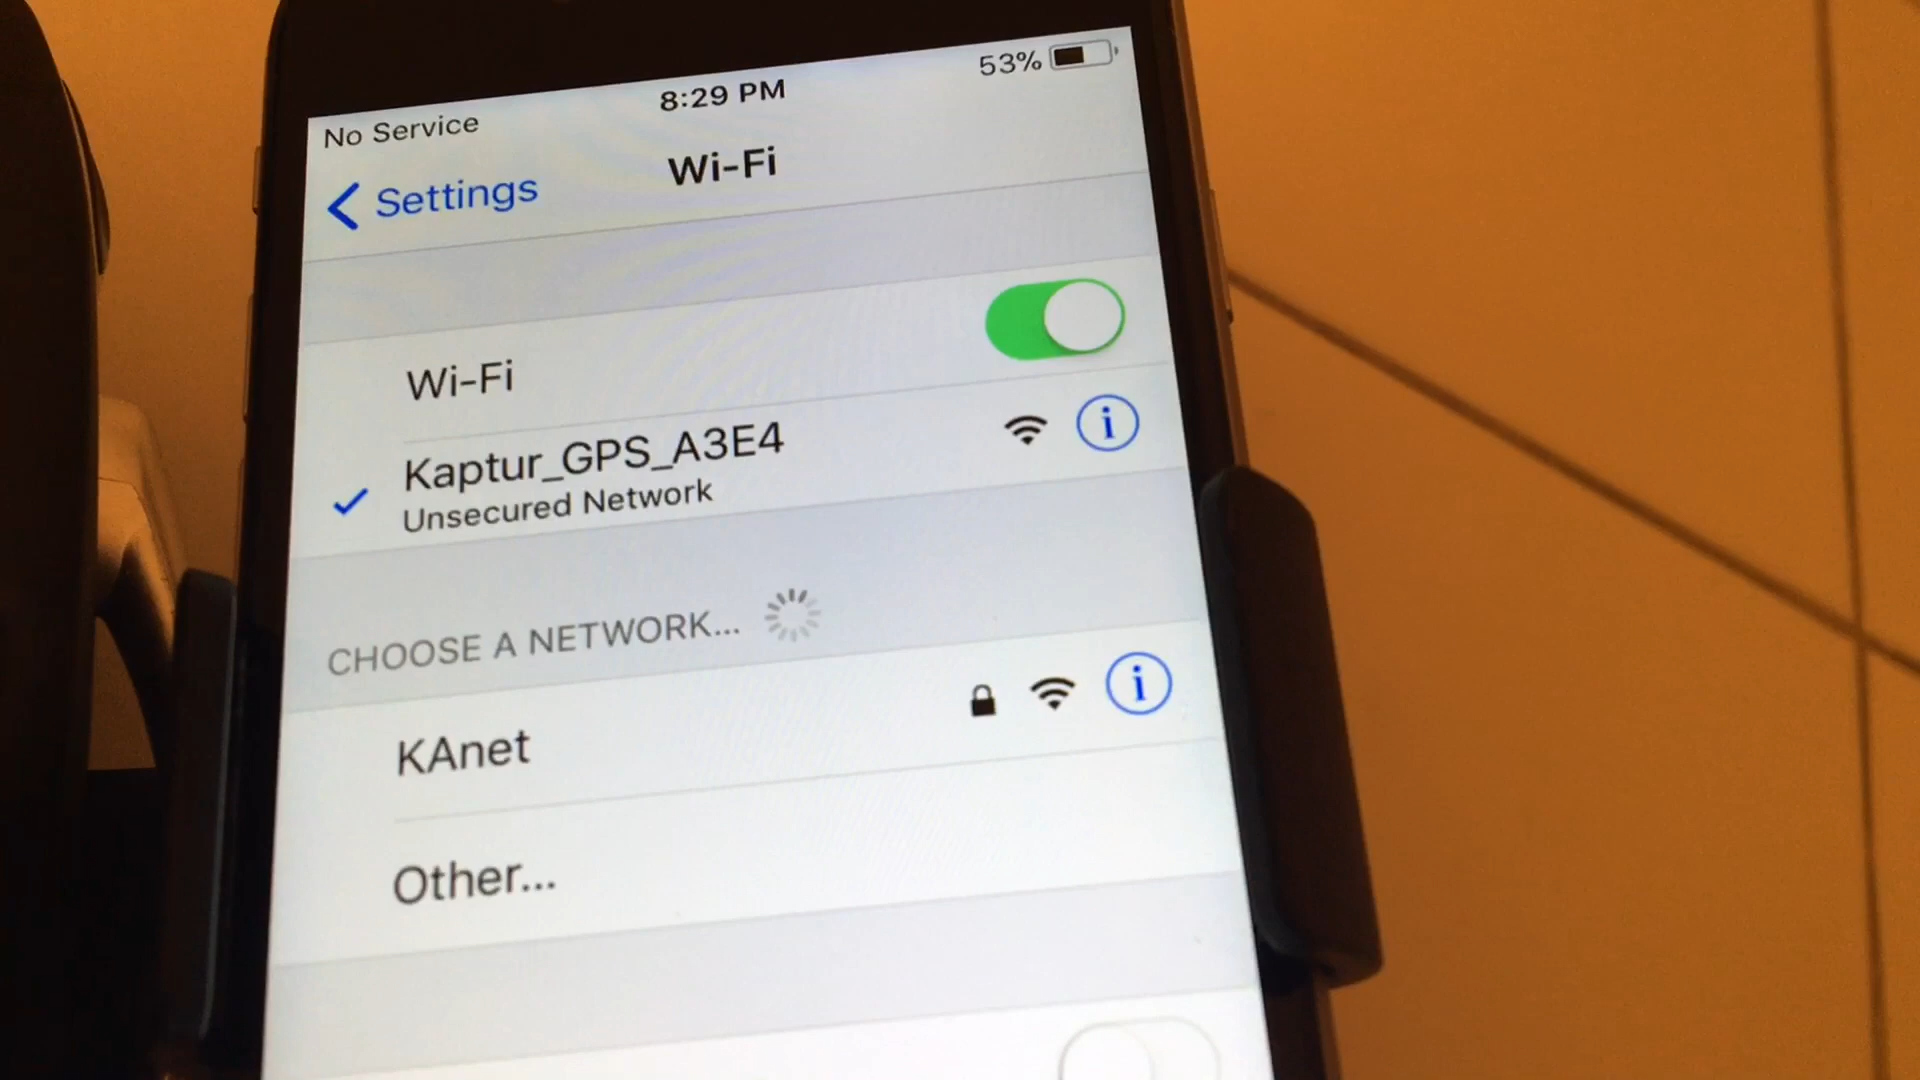 53%
8:29 PM
No Service
Wi-Fi
Settings
Wi-Fi
Kaptur_GPS_A3E4
Unsecured Network
CHOOSE A NETWORK...
KAnet
Other...